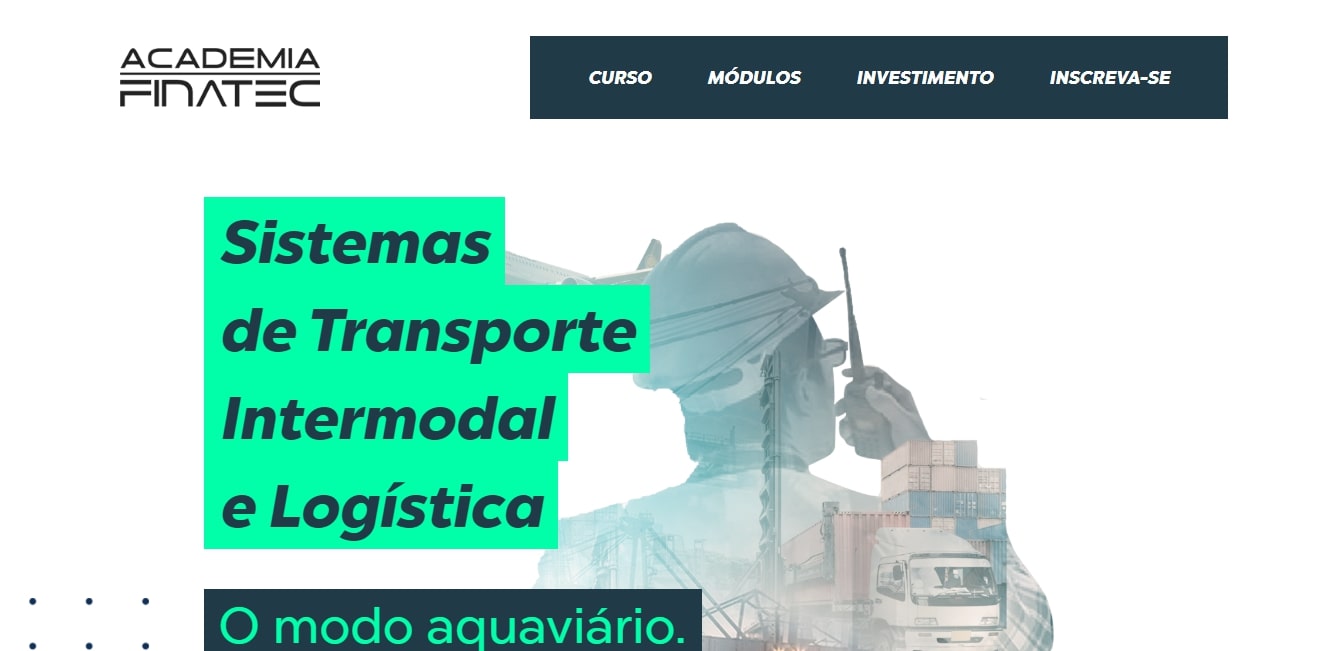 ACADEMIA
FINATEC
CURSO MÓDULOS INVESTIMENTO INSCREVA-SE
Sistemas
de Transporte
Intermodal
e Logística
O modo aquaviário.